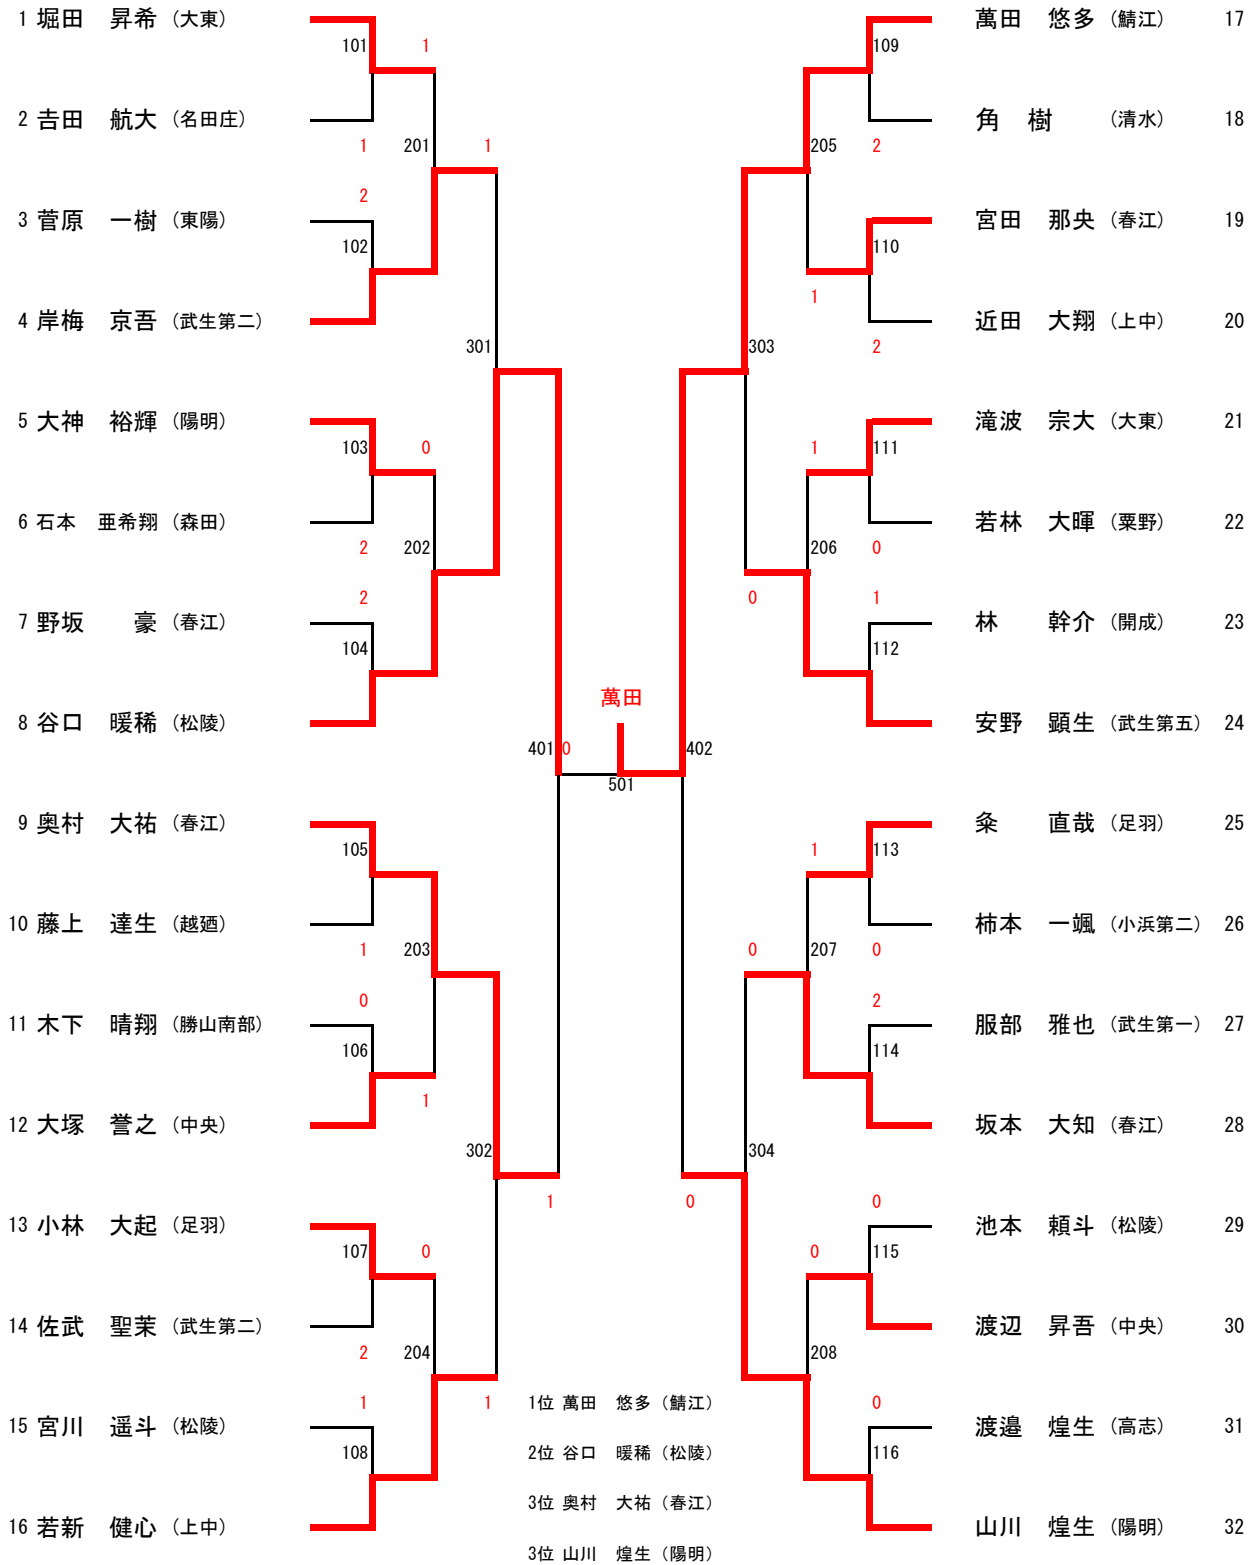 1 堀田 昇希 (大東)
101
1
2 吉田 航大 (名田庄)
1
201
1
2
3 菅原 一樹 (東陽)
102
4 岸梅 京吾 (武生第二)
301
5 大神 裕輝 (陽明)
103
0
6 石本 亜希翔 (森田)
2
202
2
7 野坂 豪 (春江)
104
8 谷口 暖稀 (松陵)
401
0
9 奥村 大祐 (春江)
105
10 藤上 達生 (越廼)
1
203
0
11 木下 晴翔 (勝山南部)
106
1
12 大塚 誉之 (中央)
302
1
13 小林 大起 (足羽)
107
0
14 佐武 聖茉 (武生第二)
2
204
1
1
15 宮川 遥斗 (松陵)
108
16 若新 健心 (上中)
萬田
501
萬田 悠多 (鯖江) 17
109
角 樹 (清水) 18
205
2
宮田 那央 (春江) 19
110
1
近田 大翔 (上中) 20
303
2
滝波 宗大 (大東) 21
1
111
若林 大暉 (粟野) 22
206
0
0
1
林 幹介 (開成) 23
112
安野 顕生 (武生第五) 24
402
粂 直哉 (足羽) 25
1
113
柿本 一颯 (小浜第二) 26
0
207
0
2
服部 雅也 (武生第一) 27
114
坂本 大知 (春江) 28
304
0
0
池本 頼斗 (松陵) 29
0
115
渡辺 昇吾 (中央) 30
208
0
渡邉 煌生 (高志) 31
116
山川 煌生 (陽明) 32
1位 萬田 悠多 (鯖江)
2位 谷口 暖稀 (松陵)
3位 奥村 大祐 (春江)
3位 山川 煌生 (陽明)